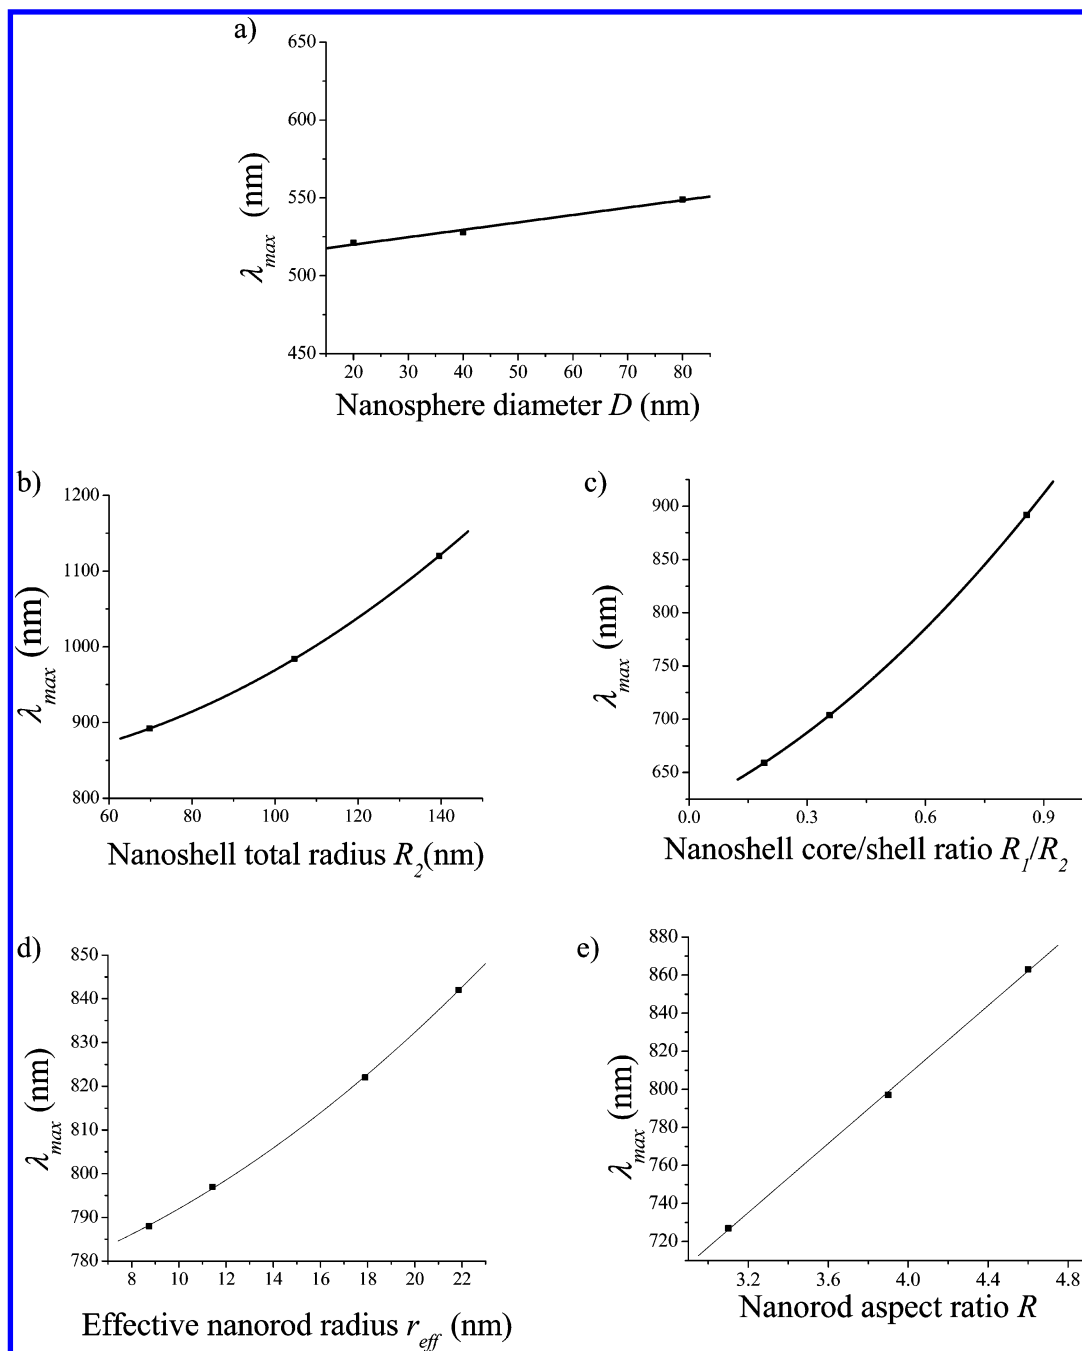 a)
650
600
550
500
450
λmax (nm)
20 30 40 50 60 70 80
Nanosphere diameter D (nm)
b)
1200
1100
1000
900
800
λmax (nm)
60 80 100 120 140
Nanoshell total radius R2(nm)
c)
900
850
800
750
700
650
λmax (nm)
0.0 0.3 0.6 0.9
Nanoshell core/shell ratio R1/R2
d)
850
840
830
820
810
800
790
780
λmax (nm)
8 10 12 14 16 18 20 22
Effective nanorod radius reff (nm)
e)
880
860
840
820
800
780
760
740
720
λmax (nm)
3.2 3.6 4.0 4.4 4.8
Nanorod aspect ratio R